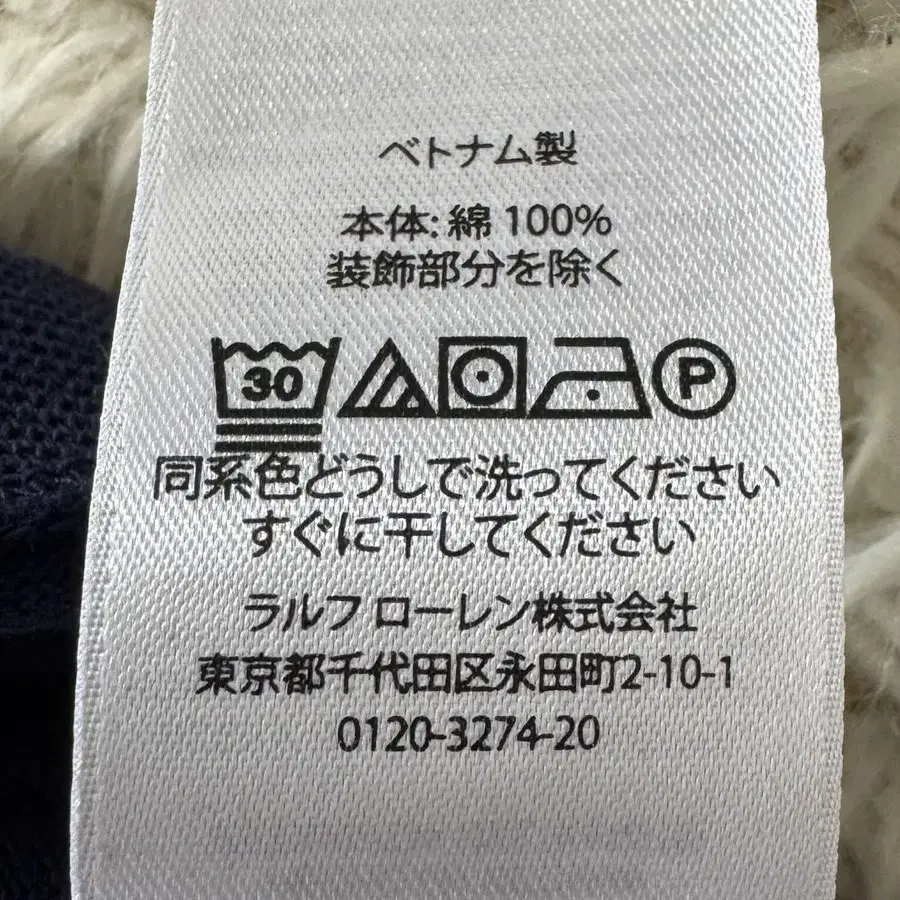 ベトナム製
本体: 綿 100%
装飾部分を除く
30 P
同系色どうしで洗ってください
すぐに干してください
ラルフ ローレン株式会社
東京都千代田区永田町2-10-1
0120-3274-20